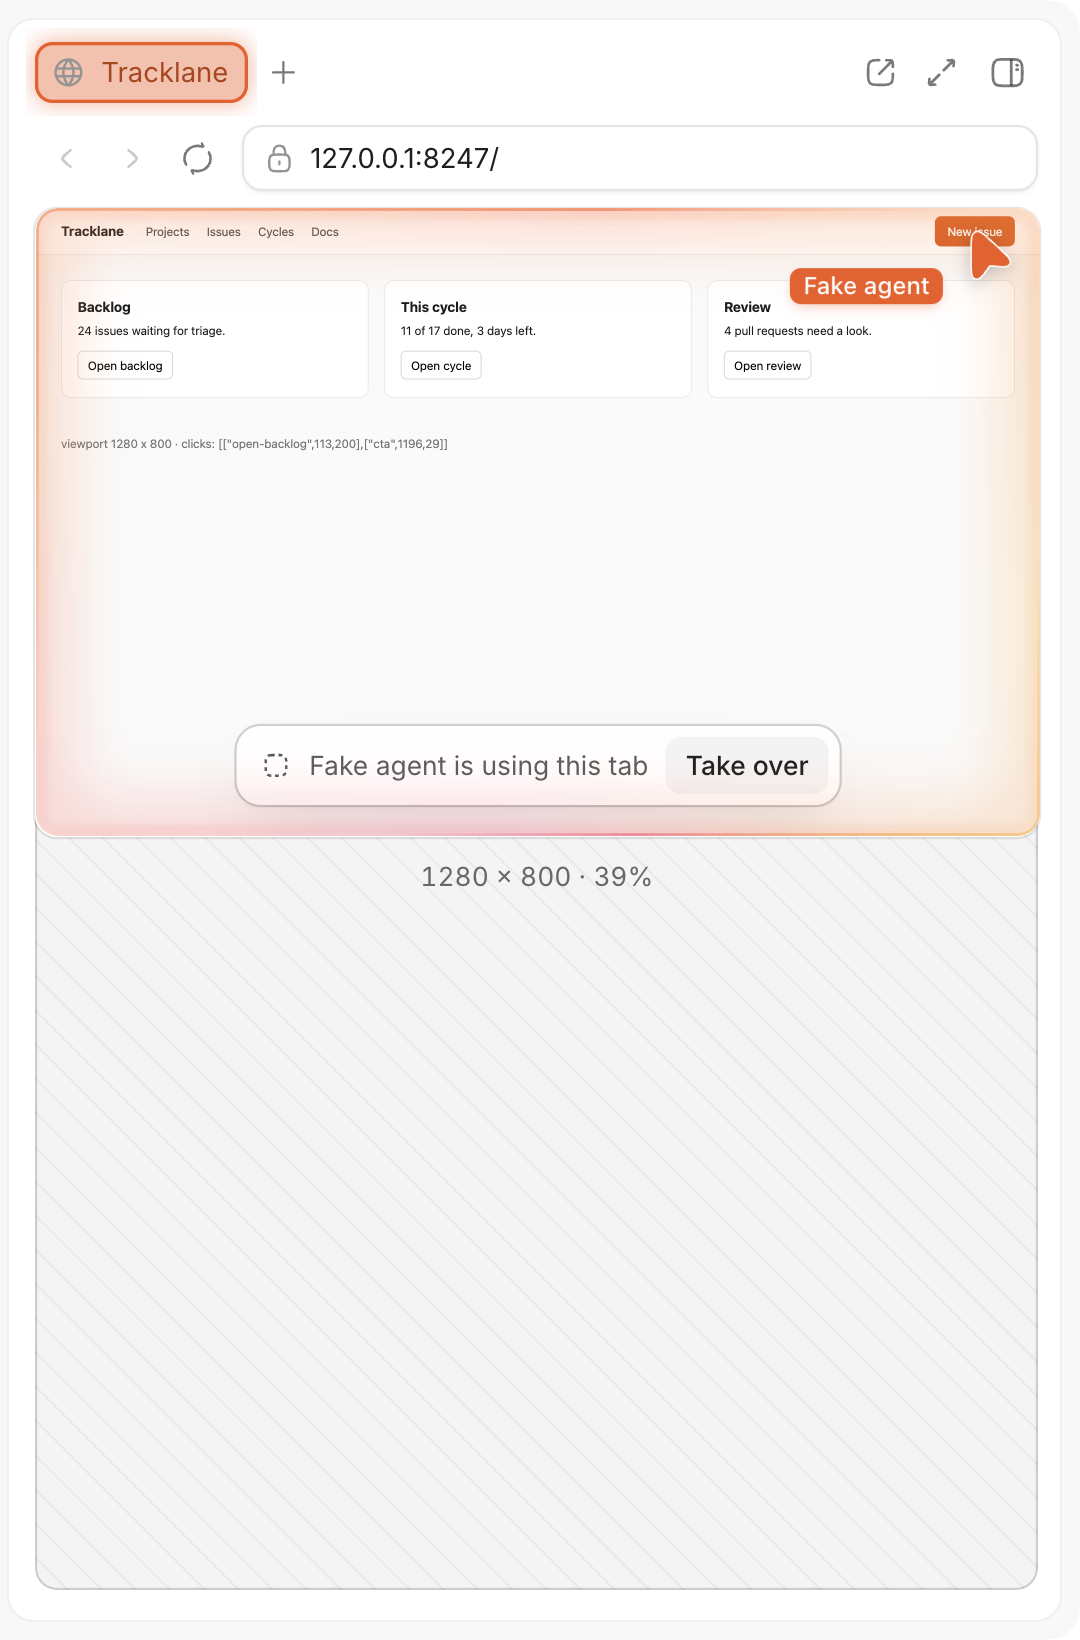 Tracklane
127.0.0.1:8247/
Tracklane Projects Issues Cycles Docs New issue
Fake agent
Backlog
24 issues waiting for triage.
Open backlog
This cycle
11 of 17 done, 3 days left.
Open cycle
Review
4 pull requests need a look.
Open review
viewport 1280 x 800 · clicks: [["open-backlog",113,200],["cta",1196,29]]
Fake agent is using this tab Take over
1280 × 800 · 39%